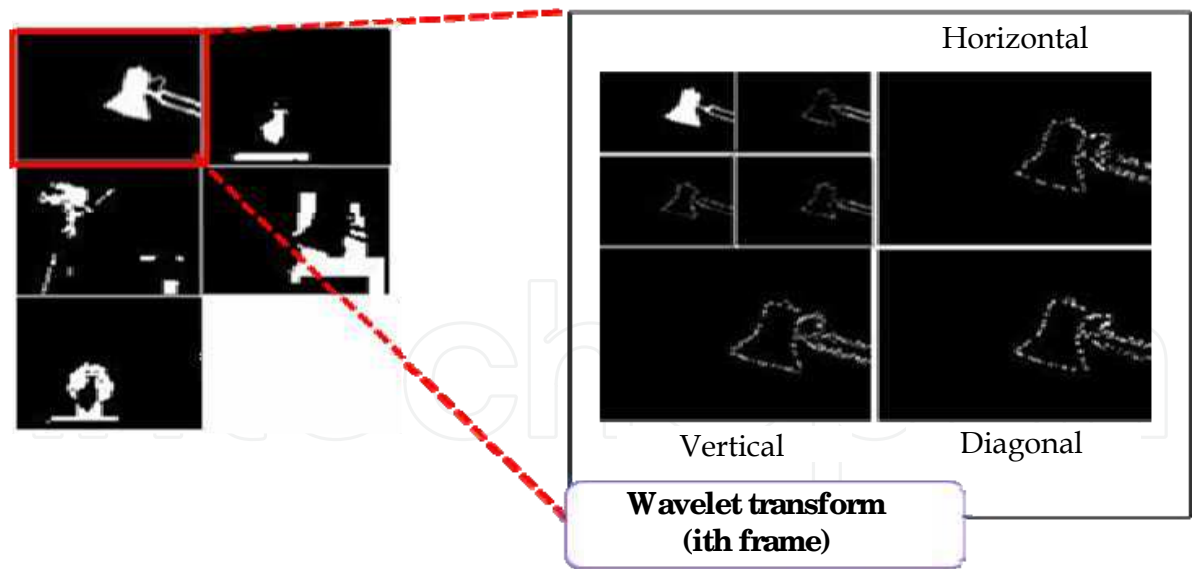 Horizontal
Vertical
Diagonal
Wavelet transform
(ith frame)